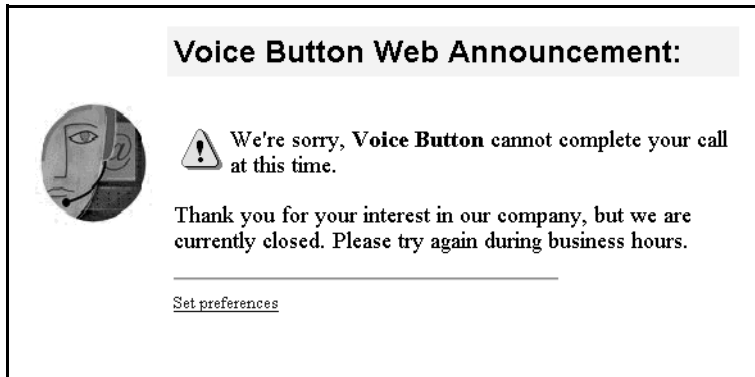 Voice Button Web Announcement:
We're sorry, Voice Button cannot complete your call
at this time.
Thank you for your interest in our company, but we are
currently closed. Please try again during business hours.
Set preferences